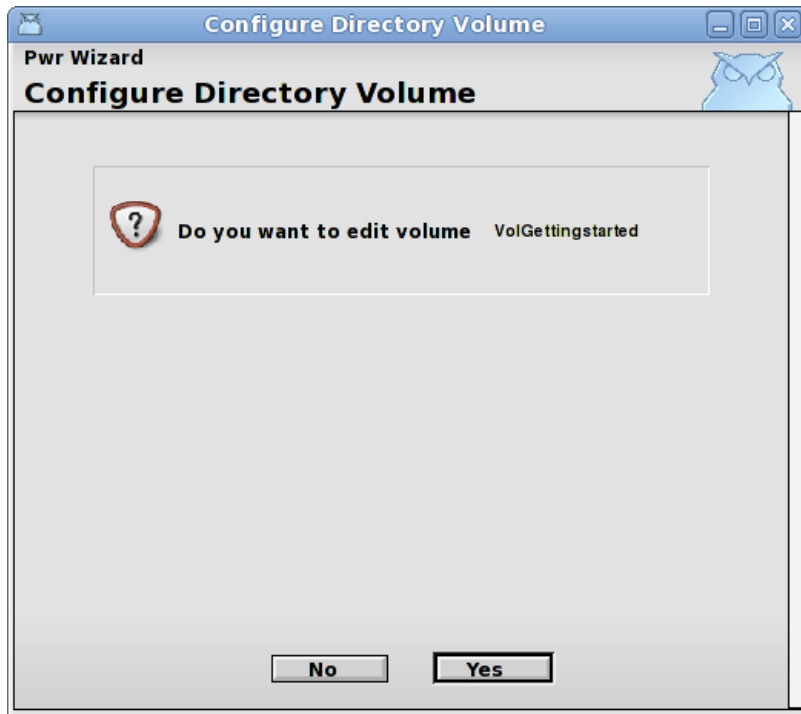 Configure Directory Volume
Pwr Wizard
Configure Directory Volume
? Do you want to edit volume VolGettingstarted
No Yes